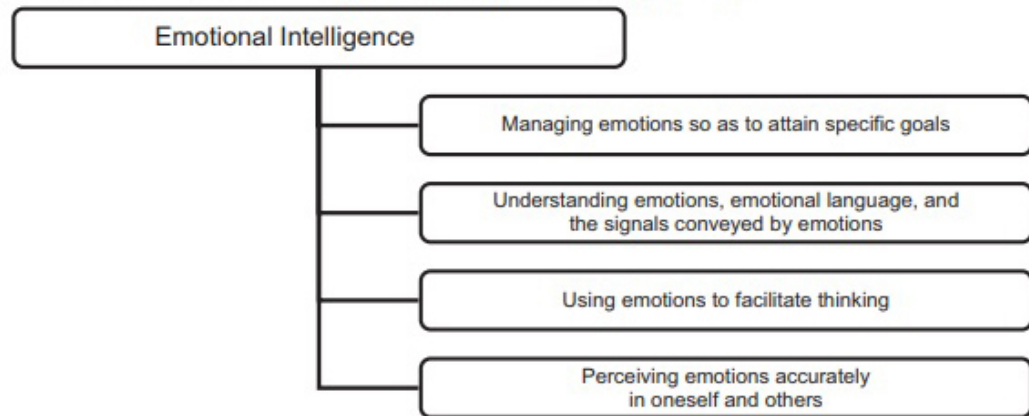 Emotional Intelligence
Managing emotions so as to attain specific goals
Understanding emotions, emotional language, and
the signals conveyed by emotions
Using emotions to facilitate thinking
Perceiving emotions accurately
in oneself and others